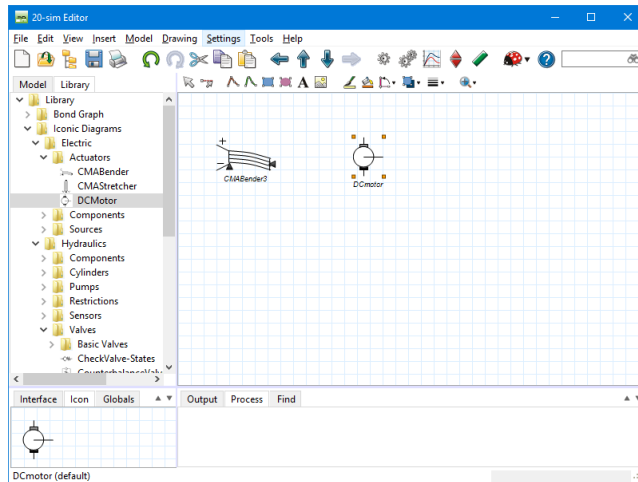 20-sim Editor
File Edit View Insert Model Drawing Settings Tools Help
Model Library
Library
Bond Graph
Iconic Diagrams
Electric
Actuators
CMABender
CMAStretcher
DCMotor
Components
Sources
Hydraulics
Components
Cylinders
Pumps
Restrictions
Sensors
Valves
Basic Valves
CheckValve-States
CMABender3
DCmotor
Interface Icon Globals
Output Process Find
DCmotor (default)